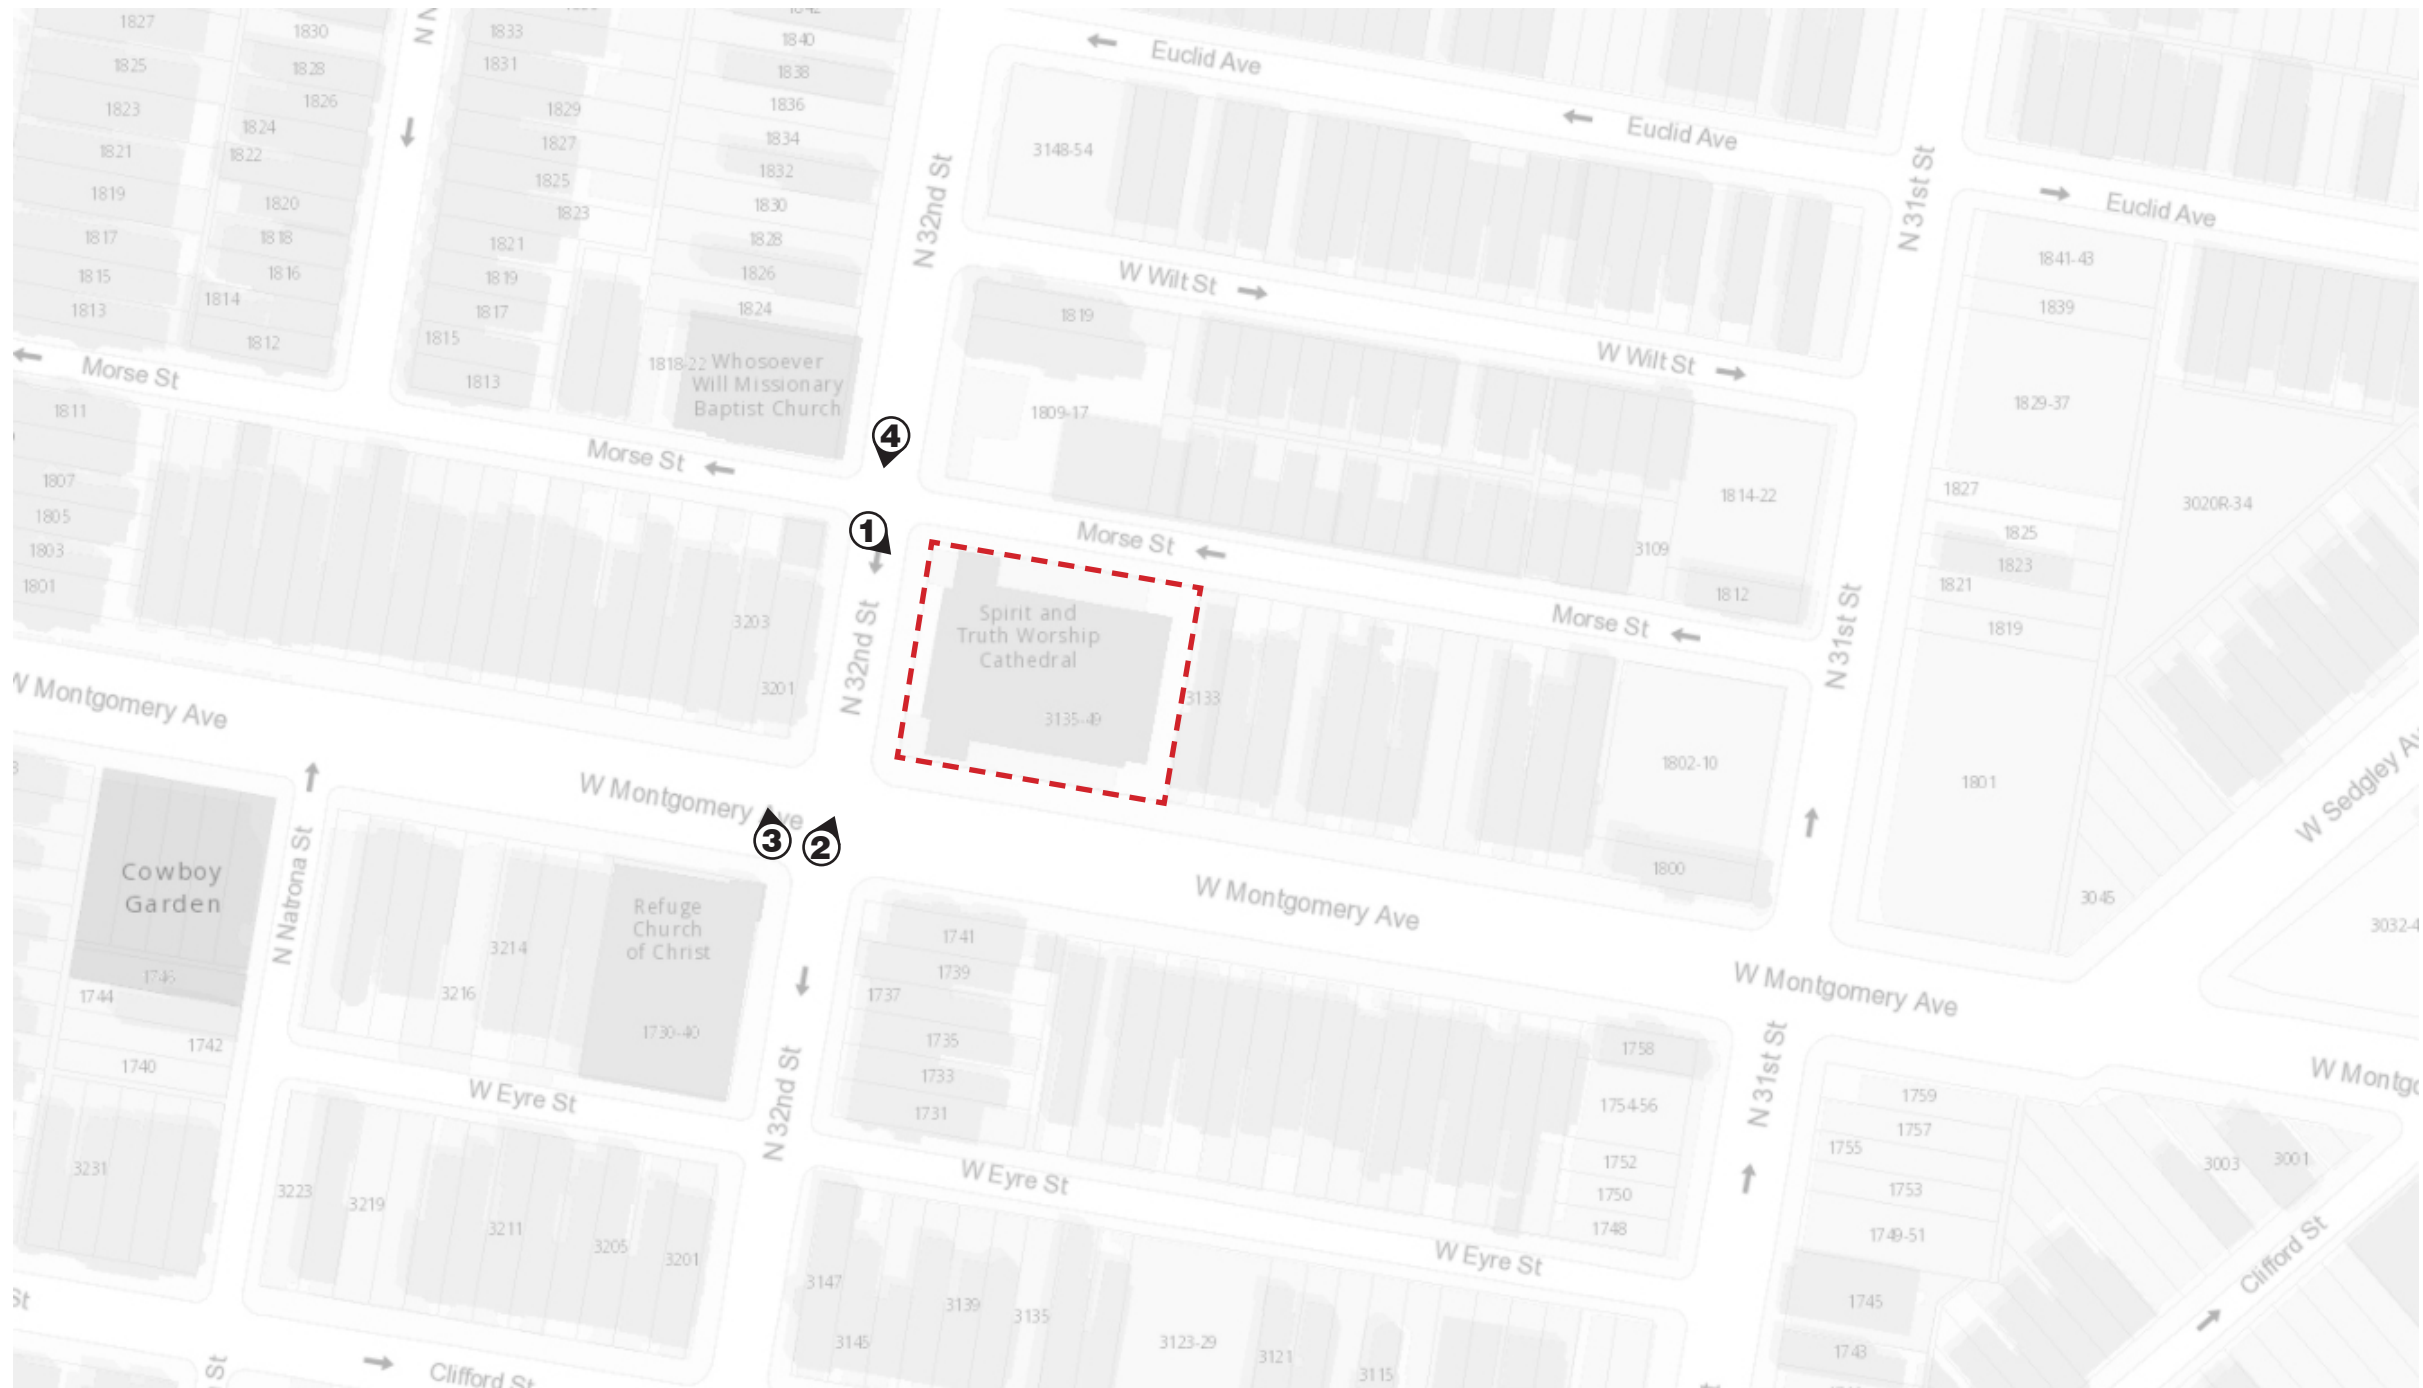 1827
1825
1823
1821
1819
1817
1815
1813
1830
1828
1826
1824
1822
1820
1818
1816
1814
1812
N N
1833
1831
1829
1827
1825
1823
1821
1819
1817
1815
1813
1840
1838
1836
1834
1832
1830
1828
1826
1824
1818-22
Whosoever
Will Missionary
Baptist Church
Euclid Ave
Euclid Ave
Euclid Ave
3148-54
N 32nd St
N 31st St
W Wilt St
W Wilt St
1819
1809-17
1841-43
1839
1829-37
1827
1825
1823
1821
1819
1801
3020R-34
1814-22
3109
1812
Morse St
Morse St
Morse St
Morse St
1811
1807
1805
1803
1801
4
1
3203
3201
N 32nd St
Spirit and
Truth Worship
Cathedral
3135-49
3133
1802-10
1800
N 31st St
W Sedgley Av
3045
3032-4
W Montgomery Ave
W Montgomery Ave
W Montgomery Ave
W Montgomery Ave
W Montgo
3
2
Cowboy
Garden
1746
1744
1742
1740
N Natrona St
3214
3216
Refuge
Church
of Christ
1730-40
1741
1739
1737
1735
1733
1731
1758
1754-56
1752
1750
1748
N 32nd St
N 31st St
1759
1757
1755
1753
1749-51
1745
1743
3003
3001
W Eyre St
W Eyre St
W Eyre St
3231
3223
3219
3211
3205
3201
3147
3145
3139
3135
3123-29
3121
3115
Clifford St
Clifford St
St
St